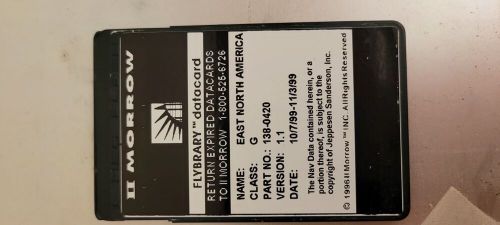 II MORROW
FLYBRARY™ datacard
RETURN EXPIRED DATACARDS
TO II MORROW 1-800-525-6726
NAME: EAST NORTH AMERICA
CLASS: G
PART NO.: 138-0420
VERSION: 1.1
DATE: 10/7/99-11/3/99
The Nav Data contained herein, or a
portion thereof, is subject to the
copyright of Jeppesen Sanderson, Inc.
© 1996 II Morrow™ INC. All Rights Reserved